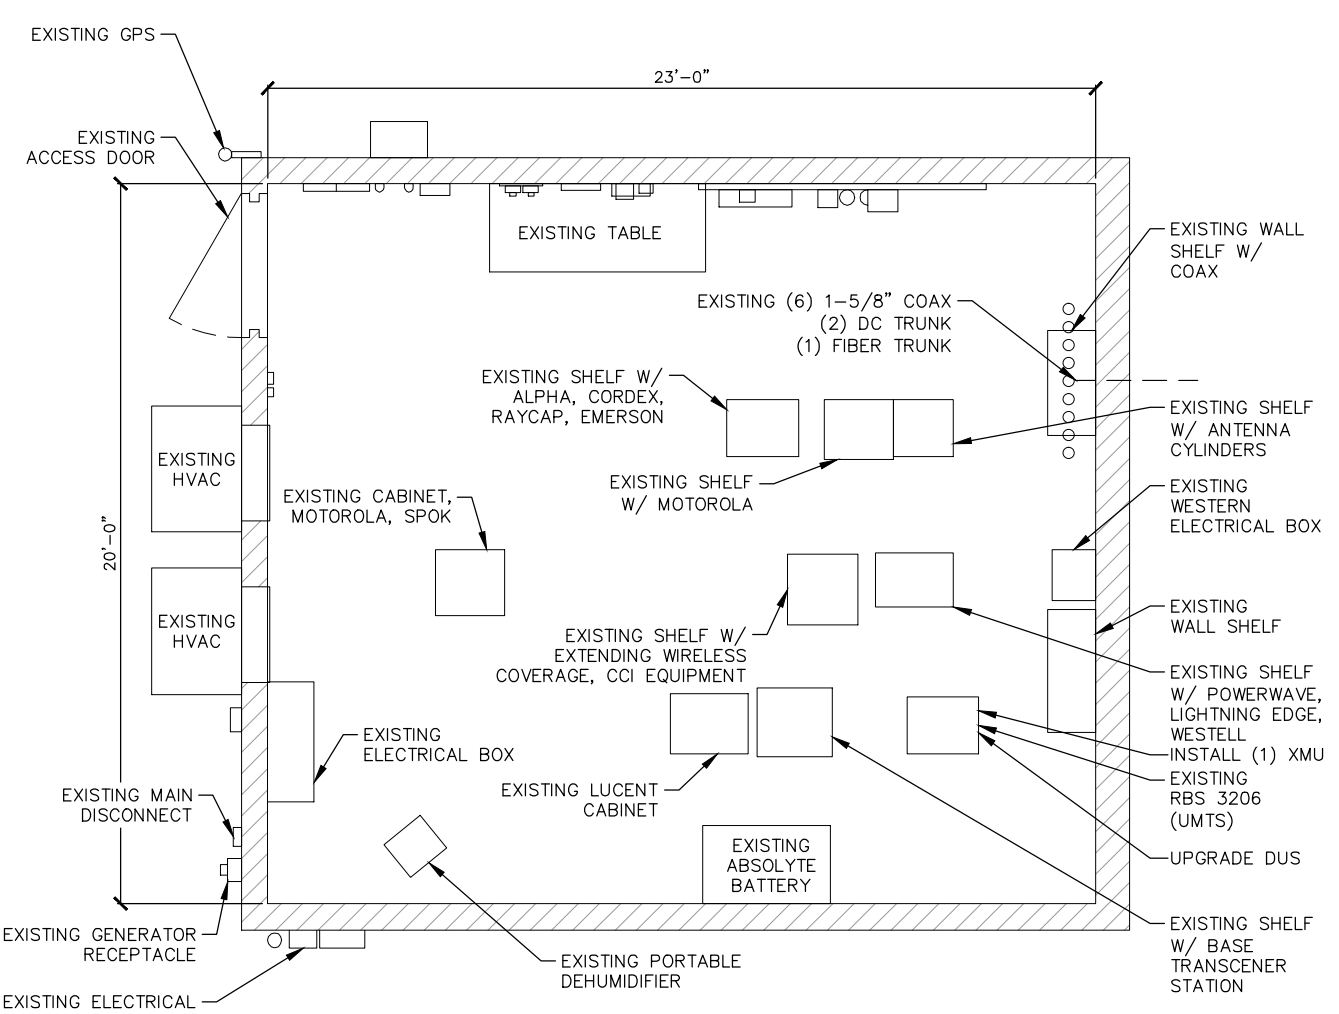 EXISTING GPS
23'-0"
EXISTING
ACCESS DOOR
EXISTING TABLE
EXISTING WALL
SHELF W/
COAX
EXISTING (6) 1-5/8" COAX
(2) DC TRUNK
(1) FIBER TRUNK
EXISTING SHELF W/
ALPHA, CORDEX,
RAYCAP, EMERSON
EXISTING SHELF
W/ ANTENNA
CYLINDERS
EXISTING
HVAC
EXISTING SHELF
W/ MOTOROLA
EXISTING CABINET,
MOTOROLA, SPOK
EXISTING
WESTERN
ELECTRICAL BOX
20'-0"
EXISTING
HVAC
EXISTING SHELF W/
EXTENDING WIRELESS
COVERAGE, CCI EQUIPMENT
EXISTING
WALL SHELF
EXISTING SHELF
W/ POWERWAVE,
LIGHTNING EDGE,
WESTELL
INSTALL (1) XMU
EXISTING
RBS 3206
(UMTS)
UPGRADE DUS
EXISTING
ELECTRICAL BOX
EXISTING LUCENT
CABINET
EXISTING MAIN
DISCONNECT
EXISTING
ABSOLYTE
BATTERY
EXISTING GENERATOR
RECEPTACLE
EXISTING PORTABLE
DEHUMIDIFIER
EXISTING SHELF
W/ BASE
TRANSCENER
STATION
EXISTING ELECTRICAL